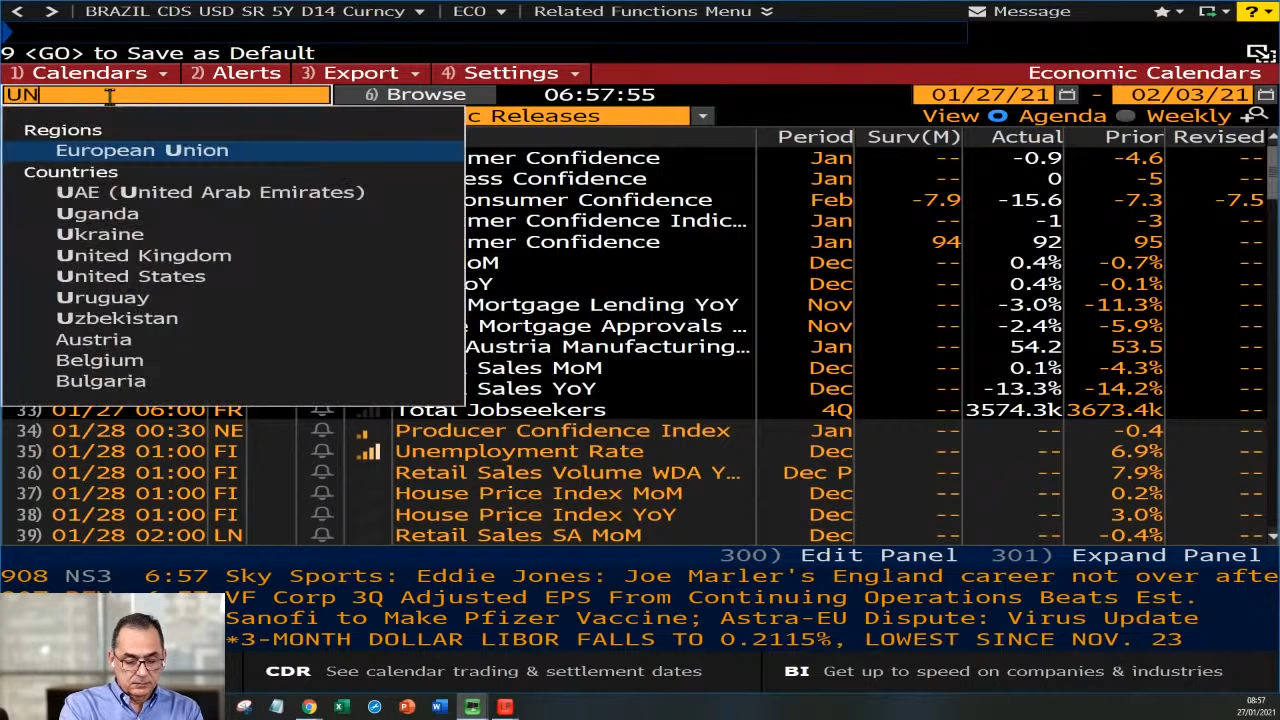 BRAZIL CDS USD SR 5Y D14 Curncy ECO Related Functions Menu Message ?
9 <GO> to Save as Default
1) Calendars 2) Alerts 3) Export 4) Settings Economic Calendars
UN 6) Browse 06:57:55 01/27/21 - 02/03/21
c Releases View Agenda Weekly
Regions Period Surv(M) Actual Prior Revised
European Union mer Confidence Jan -- -0.9 -4.6 --
Countries ess Confidence Jan -- 0 -5 --
UAE (United Arab Emirates) onsumer Confidence Feb -7.9 -15.6 -7.3 -7.5
Uganda mer Confidence Indic... Jan -- -1 -3 --
Ukraine mer Confidence Jan 94 92 95 --
United Kingdom oM Dec -- 0.4% -0.7% --
United States oY Dec -- 0.4% -0.1% --
Uruguay Mortgage Lending YoY Nov -- -3.0% -11.3% --
Uzbekistan e Mortgage Approvals ... Nov -- -2.4% -5.9% --
Austria Austria Manufacturing... Jan -- 54.2 53.5 --
Belgium Sales MoM Dec -- 0.1% -4.3% --
Bulgaria Sales YoY Dec -- -13.3% -14.2% --
33) 01/27 06:00 FR Total Jobseekers 4Q -- 3574.3k 3673.4k --
34) 01/28 00:30 NE Producer Confidence Index Jan -- -- -0.4 --
35) 01/28 01:00 FI Unemployment Rate Dec -- -- 6.9% --
36) 01/28 01:00 FI Retail Sales Volume WDA Y... Dec P -- -- 7.9% --
37) 01/28 01:00 FI House Price Index MoM Dec -- -- 0.2% --
38) 01/28 01:00 FI House Price Index YoY Dec -- -- 3.0% --
39) 01/28 02:00 LN Retail Sales SA MoM Dec -- -- -0.4% --
300) Edit Panel 301) Expand Panel
908 NS3 6:57 Sky Sports: Eddie Jones: Joe Marler's England career not over afte
6:57 VF Corp 3Q Adjusted EPS From Continuing Operations Beats Est.
Sanofi to Make Pfizer Vaccine; Astra-EU Dispute: Virus Update
*3-MONTH DOLLAR LIBOR FALLS TO 0.2115%, LOWEST SINCE NOV. 23
CDR See calendar trading & settlement dates BI Get up to speed on companies & industries
08:57
27/01/2021